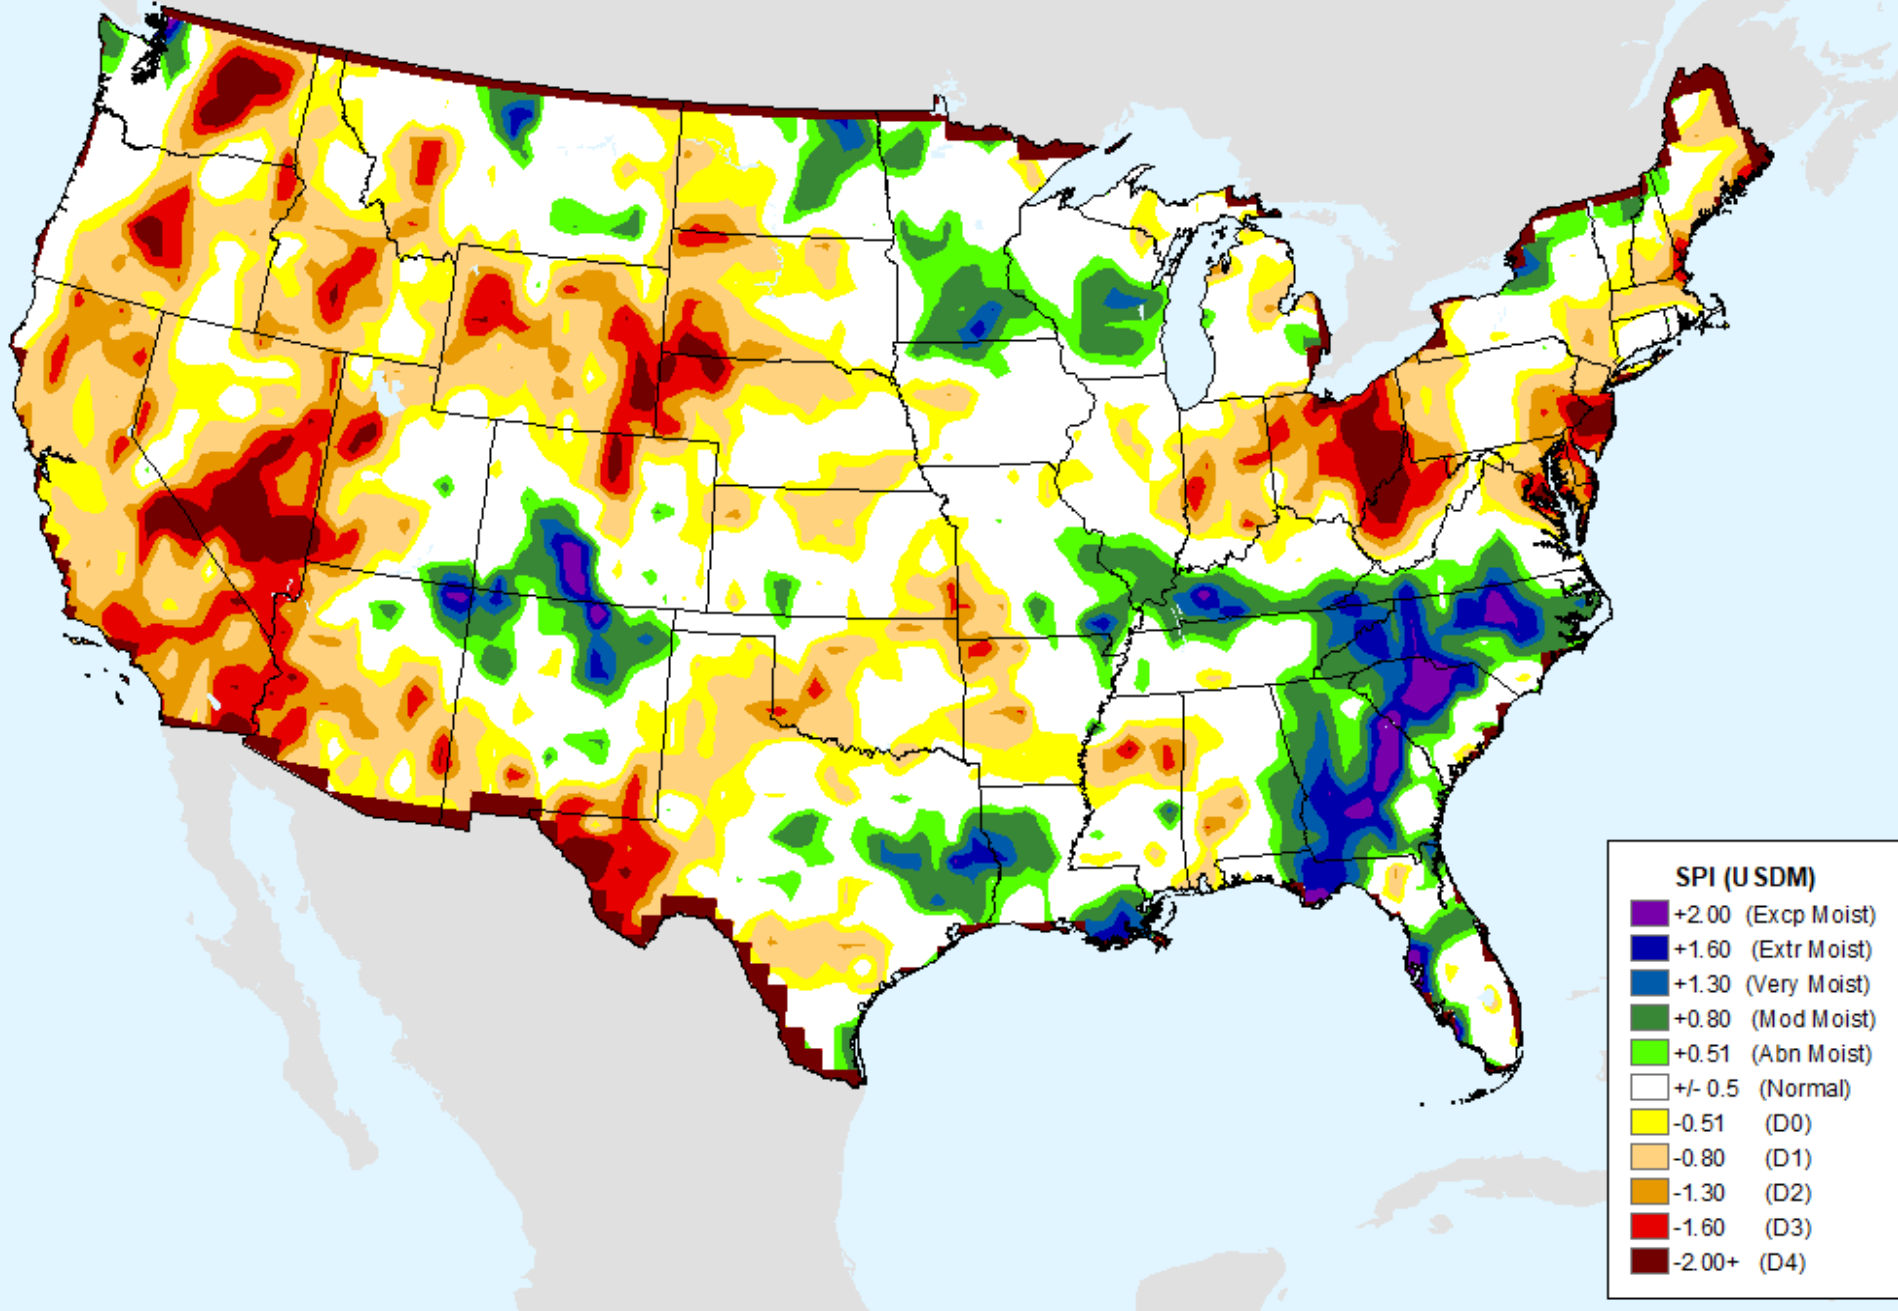 SPI (USDM)
+2.00 (Excp Moist)
+1.60 (Extr Moist)
+1.30 (Very Moist)
+0.80 (Mod Moist)
+0.51 (Abn Moist)
+/- 0.5 (Normal)
-0.51 (D0)
-0.80 (D1)
-1.30 (D2)
-1.60 (D3)
-2.00+ (D4)